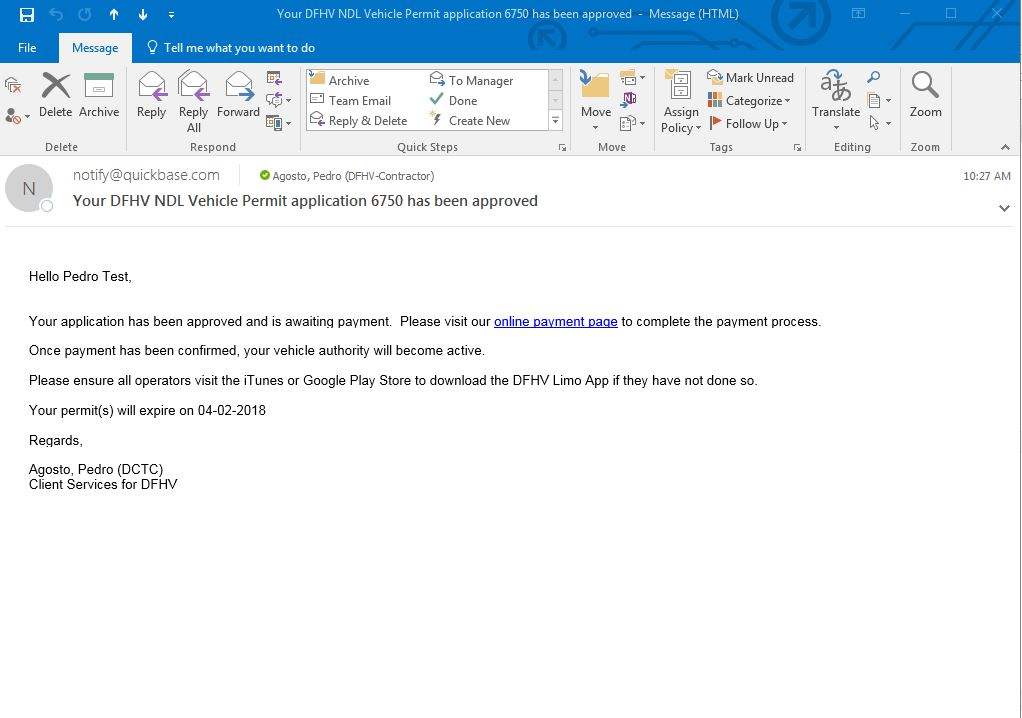 Your DFHV NDL Vehicle Permit application 6750 has been approved - Message (HTML)
File Message Tell me what you want to do
Delete Archive
Reply Reply All Forward
Archive To Manager
Team Email Done
Reply & Delete Create New
Move
Assign Policy
Mark Unread
Categorize
Follow Up
Translate
Zoom
Delete Respond Quick Steps Move Tags Editing Zoom
N
notify@quickbase.com Agosto, Pedro (DFHV-Contractor) 10:27 AM
Your DFHV NDL Vehicle Permit application 6750 has been approved
Hello Pedro Test,
Your application has been approved and is awaiting payment.  Please visit our online payment page to complete the payment process.
Once payment has been confirmed, your vehicle authority will become active.
Please ensure all operators visit the iTunes or Google Play Store to download the DFHV Limo App if they have not done so.
Your permit(s) will expire on 04-02-2018
Regards,
Agosto, Pedro (DCTC)
Client Services for DFHV